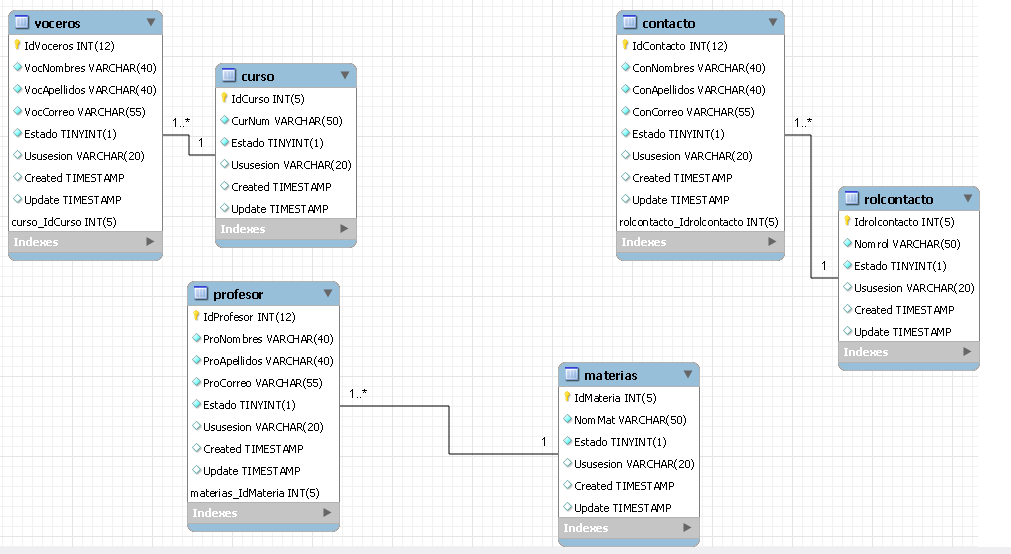 voceros
IdVoceros INT(12)
VocNombres VARCHAR(40)
VocApellidos VARCHAR(40)
VocCorreo VARCHAR(55)
Estado TINYINT(1)
Ususesion VARCHAR(20)
Created TIMESTAMP
Update TIMESTAMP
curso_IdCurso INT(5)
Indexes
1..*
1
curso
IdCurso INT(5)
CurNum VARCHAR(50)
Estado TINYINT(1)
Ususesion VARCHAR(20)
Created TIMESTAMP
Update TIMESTAMP
Indexes
contacto
IdContacto INT(12)
ConNombres VARCHAR(40)
ConApellidos VARCHAR(40)
ConCorreo VARCHAR(55)
Estado TINYINT(1)
Ususesion VARCHAR(20)
Created TIMESTAMP
Update TIMESTAMP
rolcontacto_Idrolcontacto INT(5)
Indexes
1..*
1
rolcontacto
Idrolcontacto INT(5)
Nomrol VARCHAR(50)
Estado TINYINT(1)
Ususesion VARCHAR(20)
Created TIMESTAMP
Update TIMESTAMP
Indexes
profesor
IdProfesor INT(12)
ProNombres VARCHAR(40)
ProApellidos VARCHAR(40)
ProCorreo VARCHAR(55)
Estado TINYINT(1)
Ususesion VARCHAR(20)
Created TIMESTAMP
Update TIMESTAMP
materias_IdMateria INT(5)
Indexes
1..*
1
materias
IdMateria INT(5)
NomMat VARCHAR(50)
Estado TINYINT(1)
Ususesion VARCHAR(20)
Created TIMESTAMP
Update TIMESTAMP
Indexes